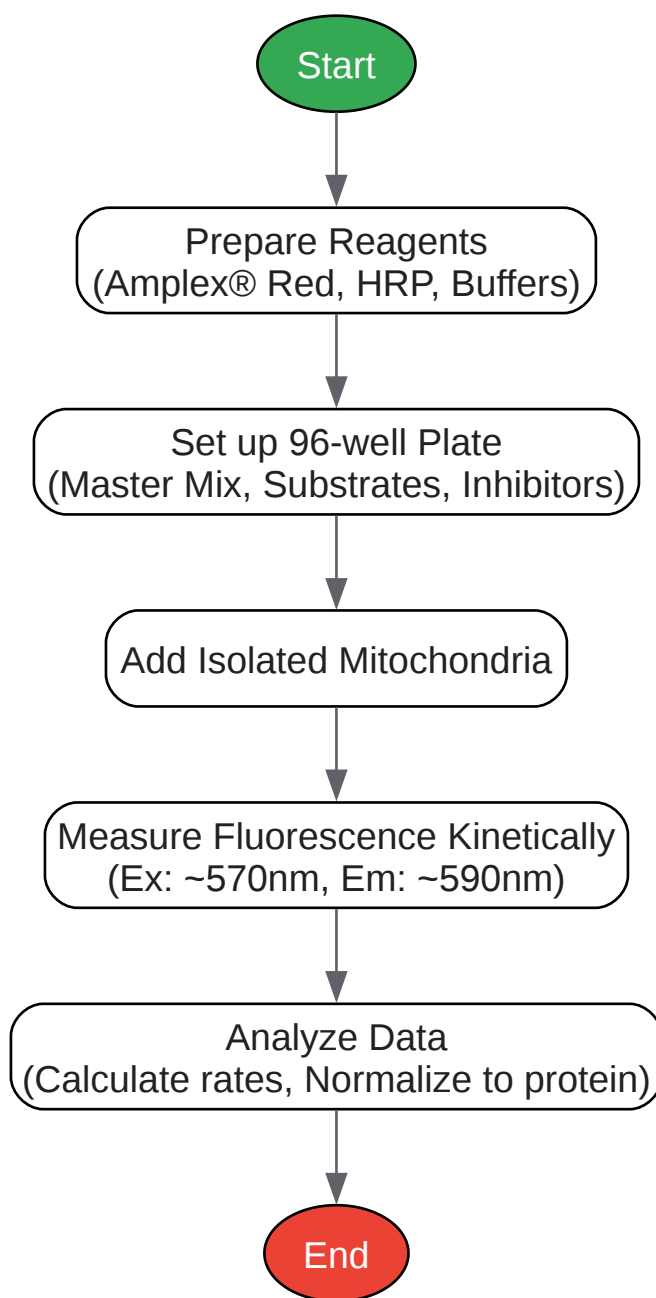 Start
Prepare Reagents
(Amplex® Red, HRP, Buffers)
Set up 96-well Plate
(Master Mix, Substrates, Inhibitors)
Add Isolated Mitochondria
Measure Fluorescence Kinetically
(Ex: ~570nm, Em: ~590nm)
Analyze Data
(Calculate rates, Normalize to protein)
End